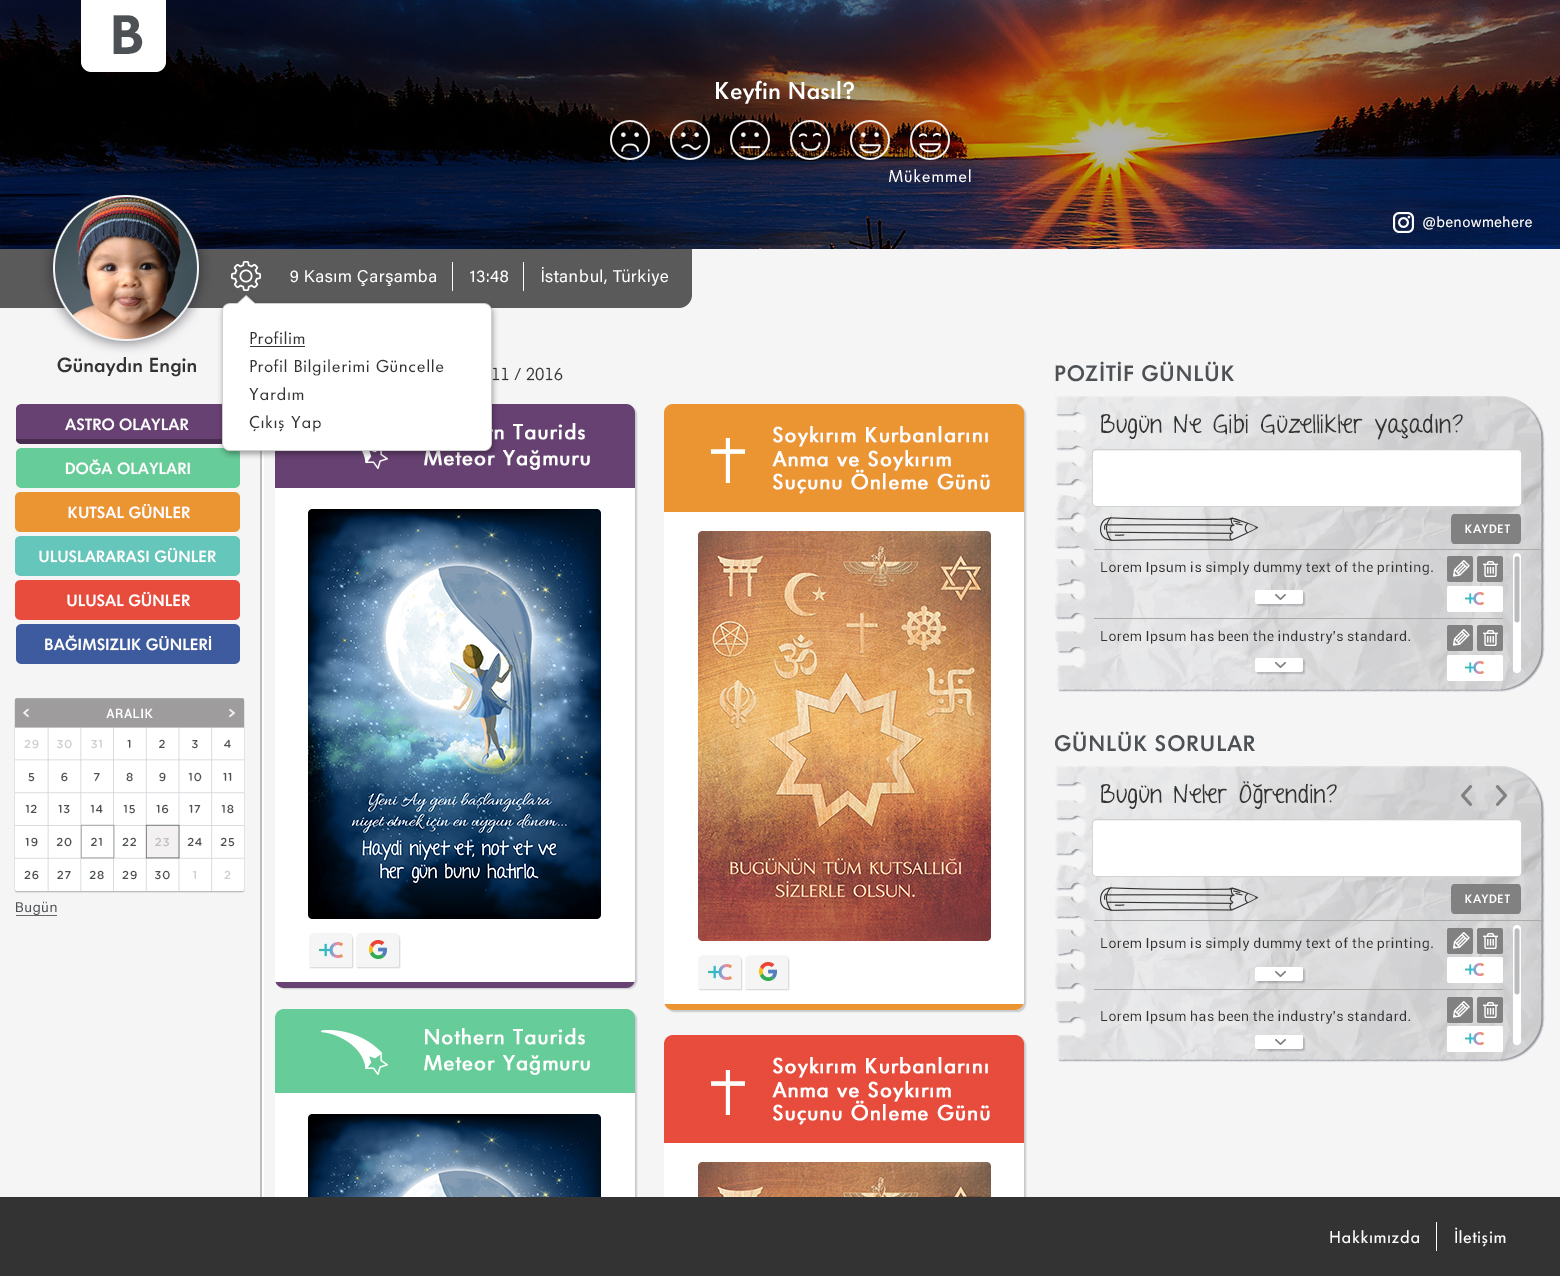 B
Keyfin Nasıl?
Mükemmel
@benowmehere
9 Kasım Çarşamba
13:48
İstanbul, Türkiye
Günaydın Engin
Profilim
Profil Bilgilerimi Güncelle
Yardım
Çıkış Yap
11 / 2016
ASTRO OLAYLAR
DOĞA OLAYLARI
KUTSAL GÜNLER
ULUSLARARASI GÜNLER
ULUSAL GÜNLER
BAĞIMSIZLIK GÜNLERİ
< ARALIK >
29 30 31 1 2 3 4
5 6 7 8 9 10 11
12 13 14 15 16 17 18
19 20 21 22 23 24 25
26 27 28 29 30 1 2
Bugün
Taurids
Meteor Yağmuru
Yeni Ay yeni başlangıçlara
niyet etmek için en uygun dönem...
Haydi niyet et, not et ve
her gün bunu hatırla.
+C G
Nothern Taurids
Meteor Yağmuru
Soykırım Kurbanlarını
Anma ve Soykırım
Suçunu Önleme Günü
BUGÜNÜN TÜM KUTSALLIĞI
SİZLERLE OLSUN.
+C G
Soykırım Kurbanlarını
Anma ve Soykırım
Suçunu Önleme Günü
POZİTİF GÜNLÜK
Bugün Ne Gibi Güzellikler yaşadın?
KAYDET
Lorem Ipsum is simply dummy text of the printing.
+C
Lorem Ipsum has been the industry's standard.
+C
GÜNLÜK SORULAR
Bugün Neler Öğrendin?
KAYDET
Lorem Ipsum is simply dummy text of the printing.
+C
Lorem Ipsum has been the industry's standard.
+C
Hakkımızda
İletişim